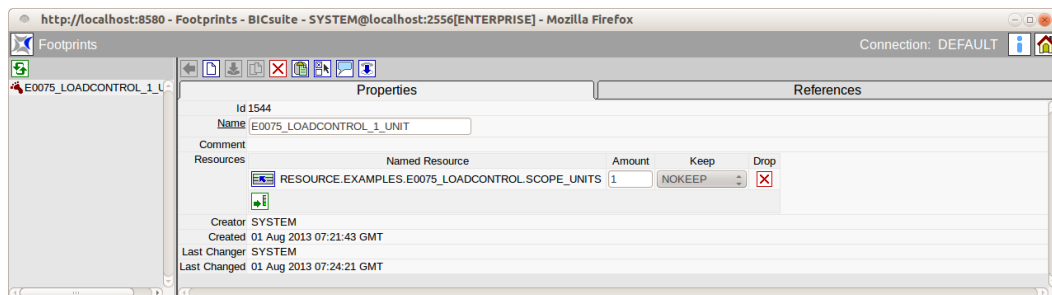 http://localhost:8580 - Footprints - BICsuite - SYSTEM@localhost:2556[ENTERPRISE] - Mozilla Firefox
Footprints
Connection: DEFAULT
E0075_LOADCONTROL_1_U
Properties
References
Id 1544
Name E0075_LOADCONTROL_1_UNIT
Comment
Resources Named Resource Amount Keep Drop
RESOURCE.EXAMPLES.E0075_LOADCONTROL.SCOPE_UNITS 1 NOKEEP
Creator SYSTEM
Created 01 Aug 2013 07:21:43 GMT
Last Changer SYSTEM
Last Changed 01 Aug 2013 07:24:21 GMT